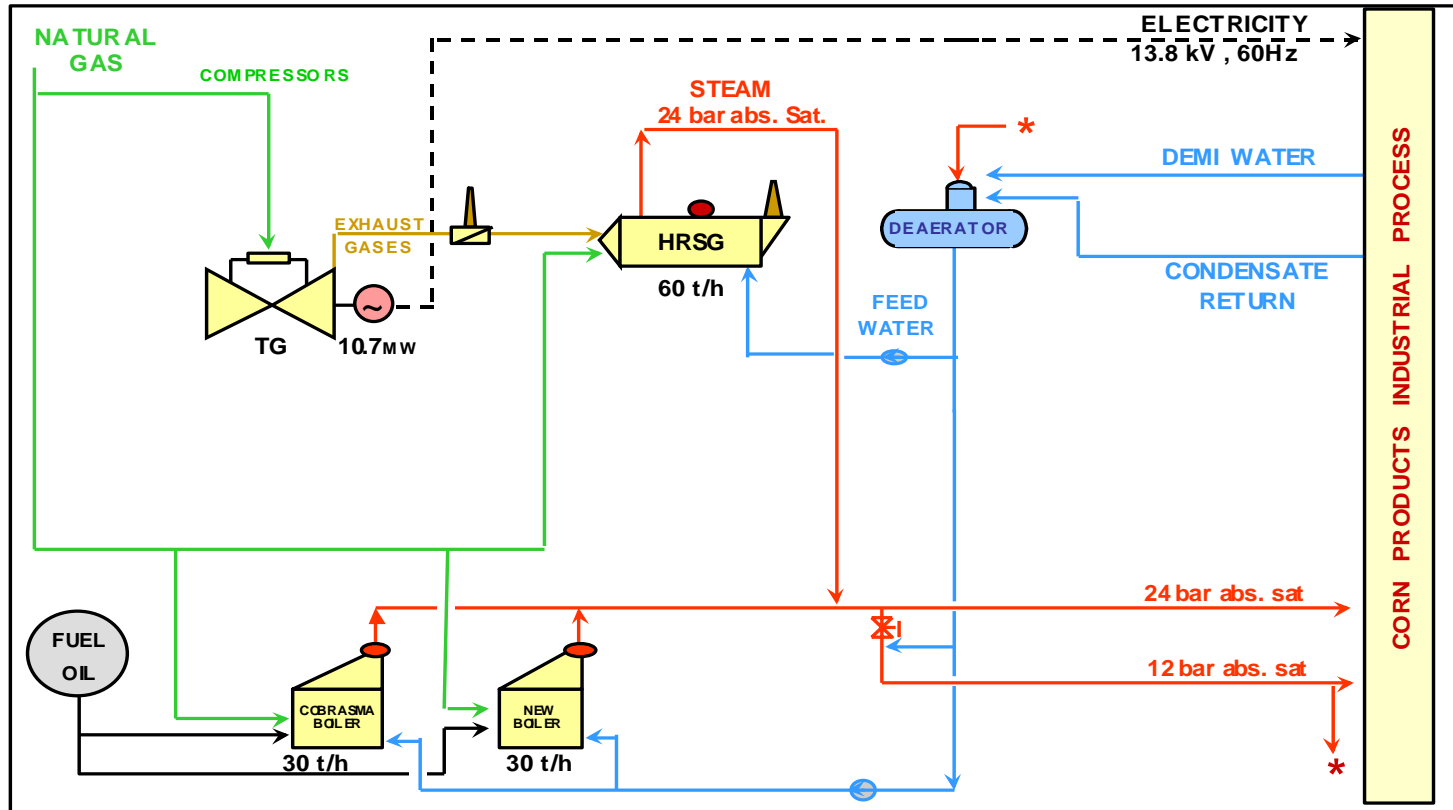 NATURAL
GAS
COMPRESSORS
ELECTRICITY
13.8 kV , 60Hz
STEAM
24 bar abs. Sat.
*
DEMI WATER
EXHAUST
GASES
HRSG
60 t/h
DEAERATOR
CONDENSATE
RETURN
~
TG
10.7MW
FEED
WATER
CORN PRODUCTS INDUSTRIAL PROCESS
24 bar abs. sat
12 bar abs. sat
*
FUEL
OIL
COBRASMA
BOILER
30 t/h
NEW
BOILER
30 t/h